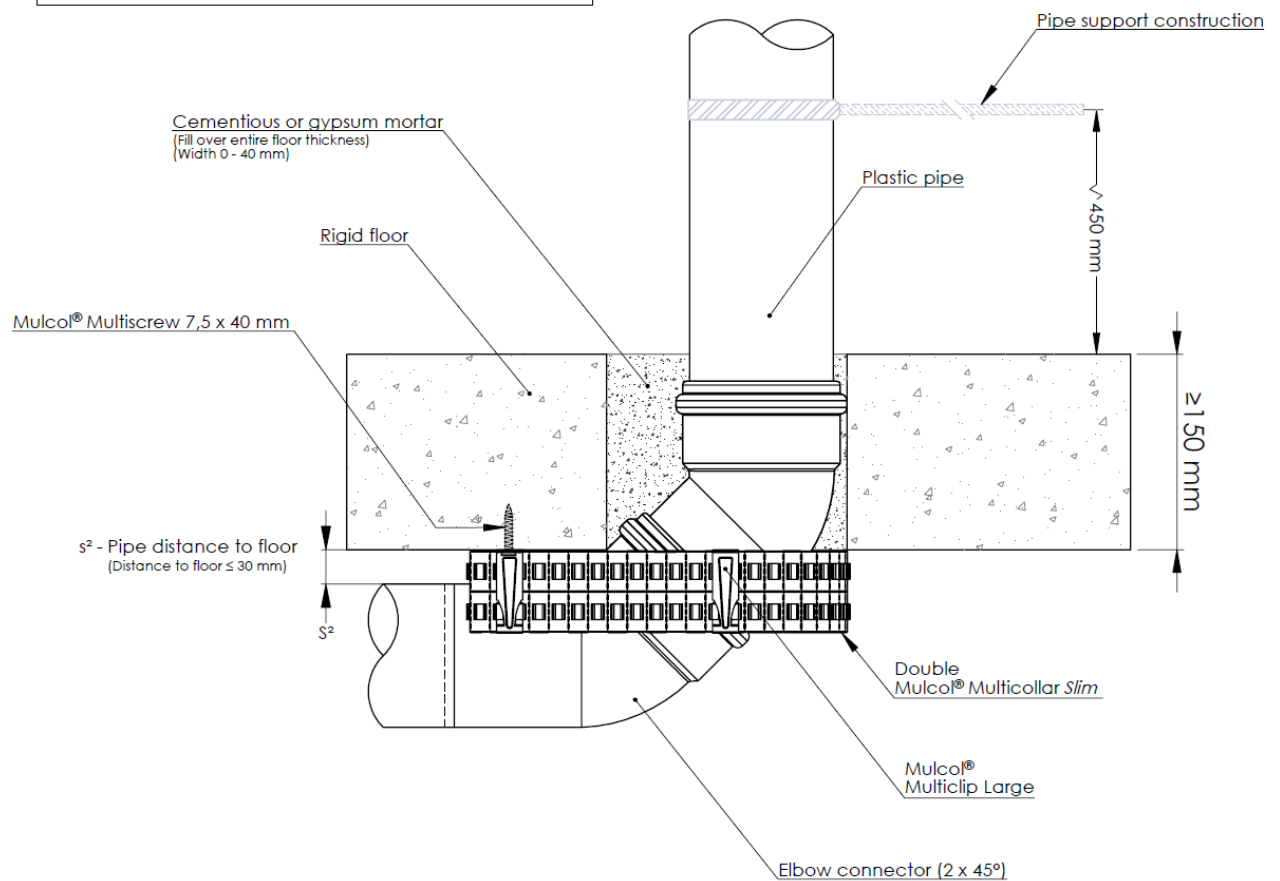 Pipe support construction
Cementious or gypsum mortar
(Fill over entire floor thickness)
(Width 0 - 40 mm)
Plastic pipe
√ 450 mm
Rigid floor
Mulcol® Multiscrew 7,5 x 40 mm
≥150 mm
s² - Pipe distance to floor
(Distance to floor ≤ 30 mm)
S²
Double
Mulcol® Multicollar Slim
Mulcol®
Multiclip Large
Elbow connector (2 x 45°)